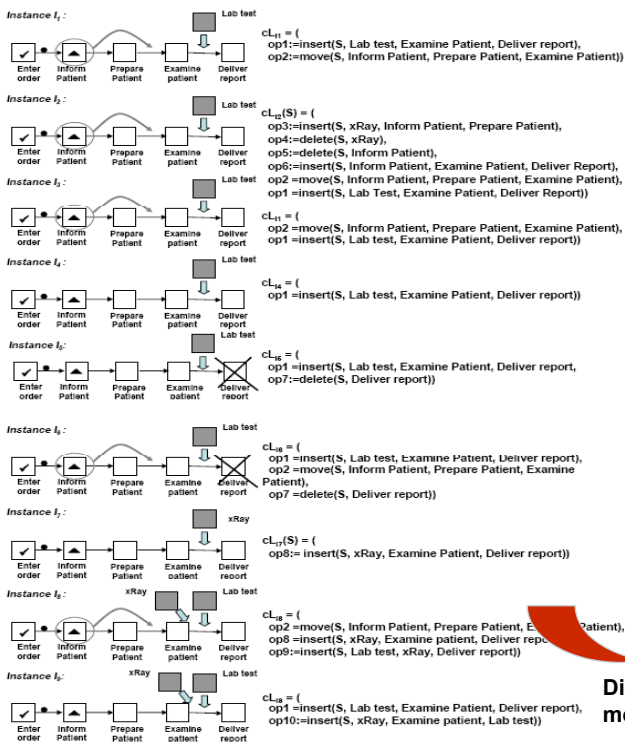 Instance I1 :
Lab test
Enter order
Inform Patient
Prepare Patient
Examine patient
Deliver report
cLI1 = (
op1:=insert(S, Lab test, Examine Patient, Deliver report),
op2:=move(S, Inform Patient, Prepare Patient, Examine Patient))
Instance I2 :
Lab test
Enter order
Inform Patient
Prepare Patient
Examine patient
Deliver report
cLI2(S) = (
op3:=insert(S, xRay, Inform Patient, Prepare Patient),
op4:=delete(S, xRay),
op5:=delete(S, Inform Patient),
op6:=insert(S, Inform Patient, Examine Patient, Deliver Report),
op2 =move(S, Inform Patient, Prepare Patient, Examine Patient),
op1 =insert(S, Lab Test, Examine Patient, Deliver Report))
Instance I3 :
Lab test
Enter order
Inform Patient
Prepare Patient
Examine patient
Deliver report
cLI1 = (
op2 =move(S, Inform Patient, Prepare Patient, Examine Patient),
op1 =insert(S, Lab test, Examine Patient, Deliver report))
Instance I4 :
Lab test
Enter order
Inform Patient
Prepare Patient
Examine patient
Deliver report
cLI4 = (
op1 =insert(S, Lab test, Examine Patient, Deliver report))
Instance I5:
Lab test
Enter order
Inform Patient
Prepare Patient
Examine patient
Deliver report
cLI5 = (
op1 =insert(S, Lab test, Examine Patient, Deliver report,
op7:=delete(S, Deliver report))
Instance I6 :
Lab test
Enter order
Inform Patient
Prepare Patient
Examine patient
Deliver report
cLI6 = (
op1 =insert(S, Lab test, Examine Patient, Deliver report),
op2 =move(S, Inform Patient, Prepare Patient, Examine
Patient),
op7 =delete(S, Deliver report))
Instance I7 :
xRay
Enter order
Inform Patient
Prepare Patient
Examine patient
Deliver report
cLI7(S) = (
op8:= insert(S, xRay, Examine Patient, Deliver report))
Instance I8 :
xRay
Lab test
Enter order
Inform Patient
Prepare Patient
Examine patient
Deliver report
cLI8 = (
op2 =move(S, Inform Patient, Prepare Patient, Patient),
op8 =insert(S, xRay, Examine patient, Deliver
op9:=insert(S, Lab test, xRay, Deliver report))
Instance I9 :
xRay
Lab test
Enter order
Inform Patient
Prepare Patient
Examine patient
Deliver report
cLI9 = (
op1 =insert(S, Lab test, Examine Patient, Deliver report),
op10:=insert(S, xRay, Examine patient, Lab test))